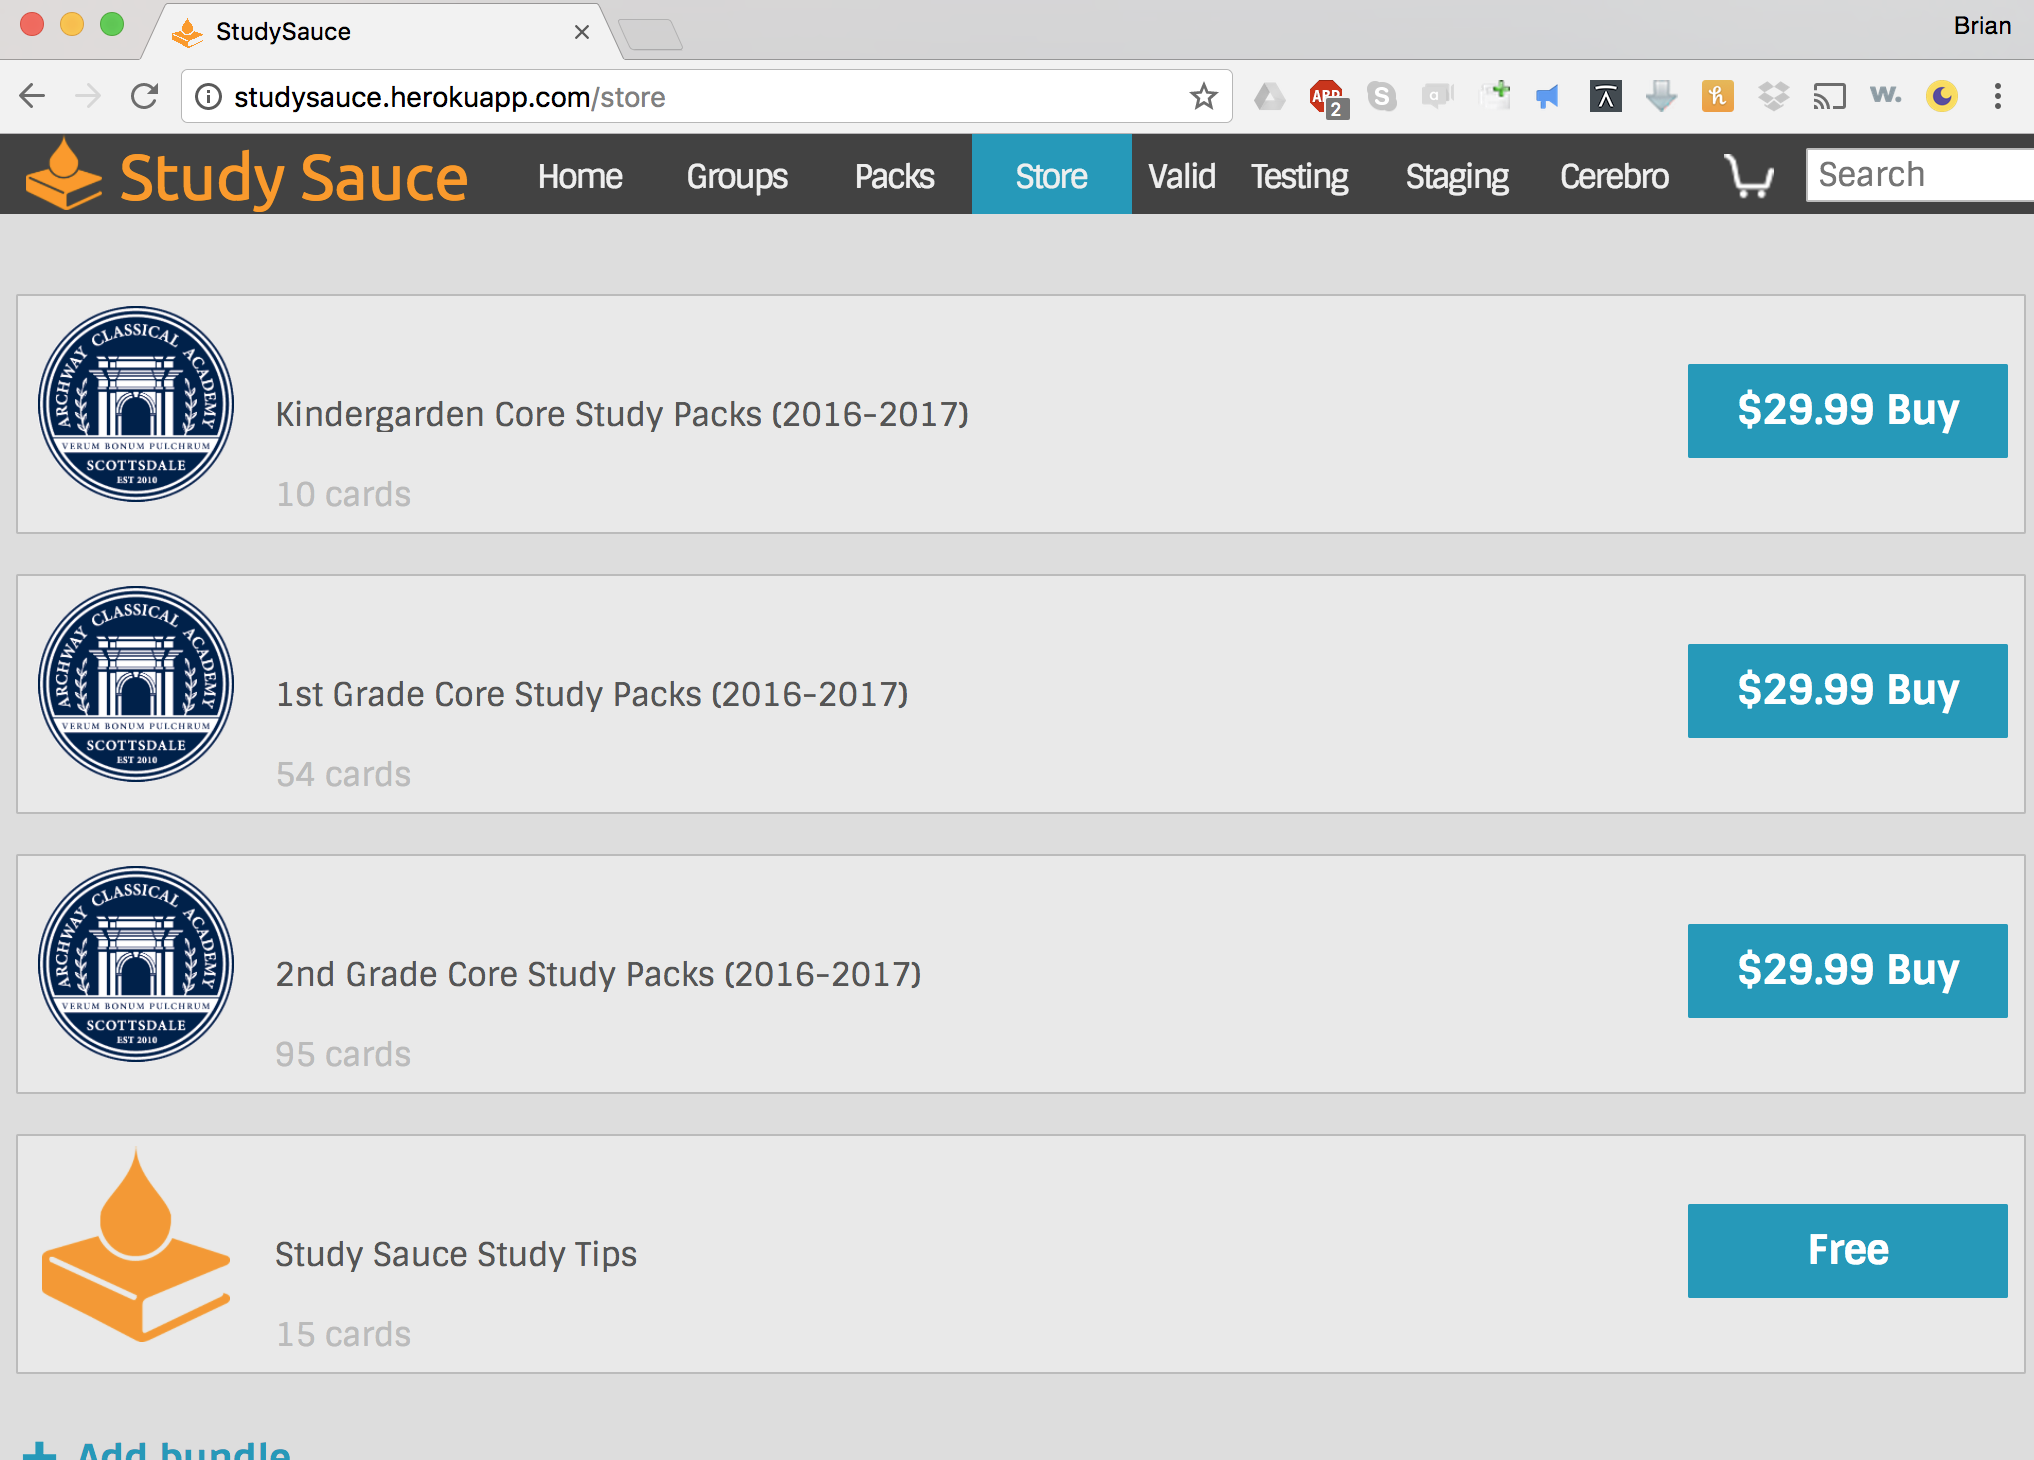 StudySauce
Brian
studysauce.herokuapp.com/store
ABP
2
S
a
h
w.
Study Sauce
Home
Groups
Packs
Store
Valid
Testing
Staging
Cerebro
Search
ARCHWAY CLASSICAL ACADEMY
VERUM BONUM PULCHRUM
SCOTTSDALE
EST 2010
Kindergarden Core Study Packs (2016-2017)
10 cards
$29.99 Buy
ARCHWAY CLASSICAL ACADEMY
VERUM BONUM PULCHRUM
SCOTTSDALE
EST 2010
1st Grade Core Study Packs (2016-2017)
54 cards
$29.99 Buy
ARCHWAY CLASSICAL ACADEMY
VERUM BONUM PULCHRUM
SCOTTSDALE
EST 2010
2nd Grade Core Study Packs (2016-2017)
95 cards
$29.99 Buy
Study Sauce Study Tips
15 cards
Free
+ Add bundle